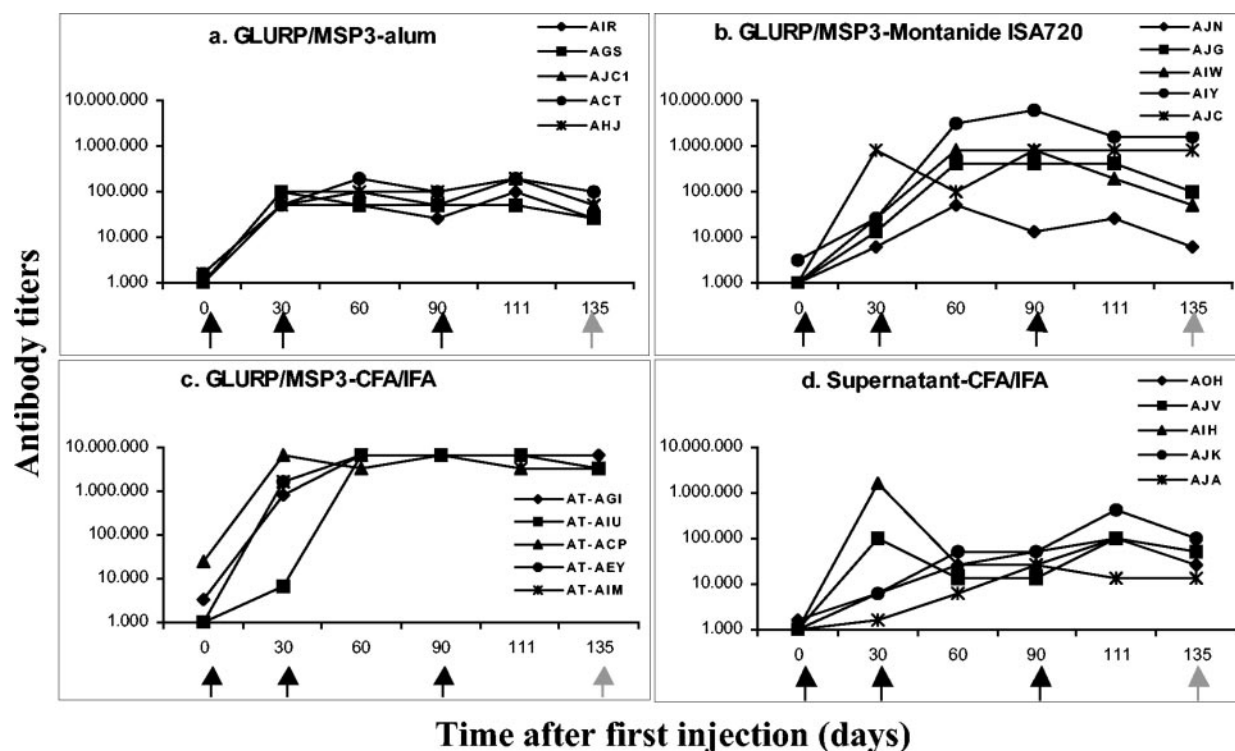 a. GLURP/MSP3-alum
AIR
AGS
AJC1
ACT
AHJ
10.000.000
1.000.000
100.000
10.000
1.000
0 30 60 90 111 135
b. GLURP/MSP3-Montanide ISA720
AJN
AJG
AIW
AIY
AJC
10.000.000
1.000.000
100.000
10.000
1.000
0 30 60 90 111 135
c. GLURP/MSP3-CFA/IFA
10.000.000
1.000.000
100.000
10.000
1.000
AT-AGI
AT-AIU
AT-ACP
AT-AEY
AT-AIM
0 30 60 90 111 135
d. Supernatant-CFA/IFA
AOH
AJV
AIH
AJK
AJA
10.000.000
1.000.000
100.000
10.000
1.000
0 30 60 90 111 135
Antibody titers
Time after first injection (days)